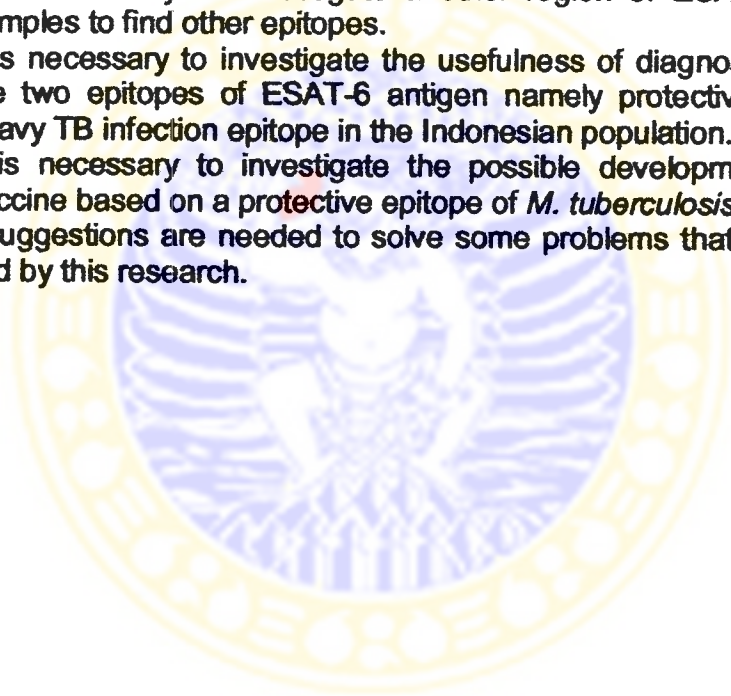 mples to find other epitopes.
s necessary to investigate the usefulness of diagno
e two epitopes of ESAT-6 antigen namely protectiv
avy TB infection epitope in the Indonesian population.
is necessary to investigate the possible developm
ccine based on a protective epitope of M. tuberculosis
uggestions are needed to solve some problems that
d by this research.